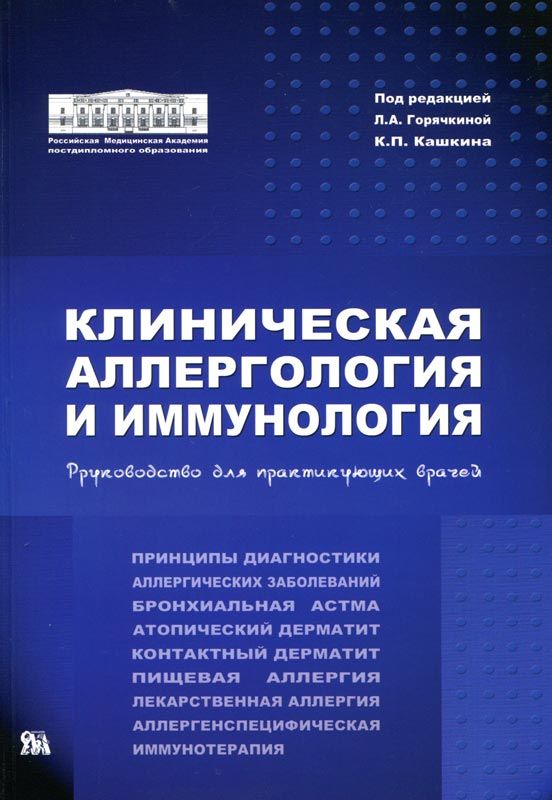 Российская Медицинская Академия
постдипломного образования
Под редакцией
Л.А. Горячкиной
К.П. Кашкина
КЛИНИЧЕСКАЯ
АЛЛЕРГОЛОГИЯ
И ИММУНОЛОГИЯ
Рруководство для практикующих врачей
ПРИНЦИПЫ ДИАГНОСТИКИ
АЛЛЕРГИЧЕСКИХ ЗАБОЛЕВАНИЙ
БРОНХИАЛЬНАЯ АСТМА
АТОПИЧЕСКИЙ ДЕРМАТИТ
КОНТАКТНЫЙ ДЕРМАТИТ
ПИЩЕВАЯ АЛЛЕРГИЯ
ЛЕКАРСТВЕННАЯ АЛЛЕРГИЯ
АЛЛЕРГЕНСПЕЦИФИЧЕСКАЯ
ИММУНОТЕРАПИЯ